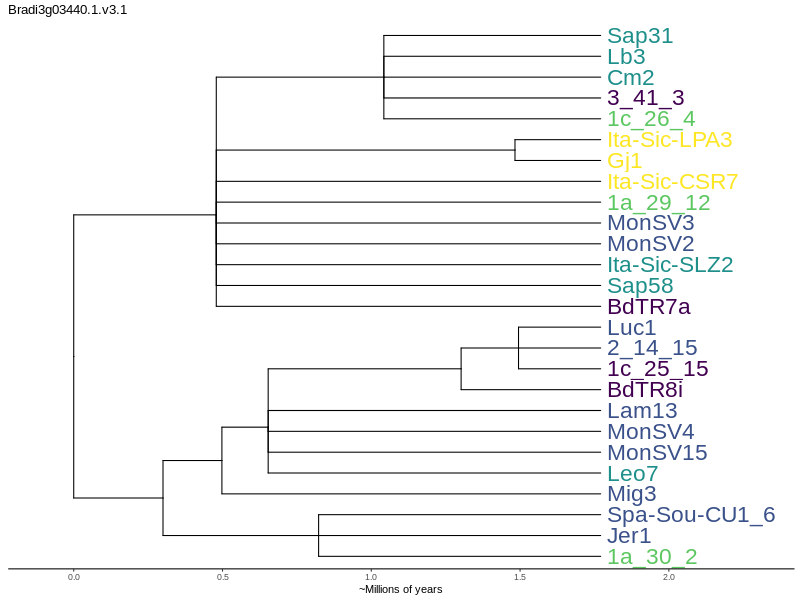 Bradi3g03440.1.v3.1
Sap31
Lb3
Cm2
3_41_3
1c_26_4
Ita-Sic-LPA3
Gj1
Ita-Sic-CSR7
1a_29_12
MonSV3
MonSV2
Ita-Sic-SLZ2
Sap58
BdTR7a
Luc1
2_14_15
1c_25_15
BdTR8i
Lam13
MonSV4
MonSV15
Leo7
Mig3
Spa-Sou-CU1_6
Jer1
1a_30_2
0.0 0.5 1.0 1.5 2.0
~Millions of years